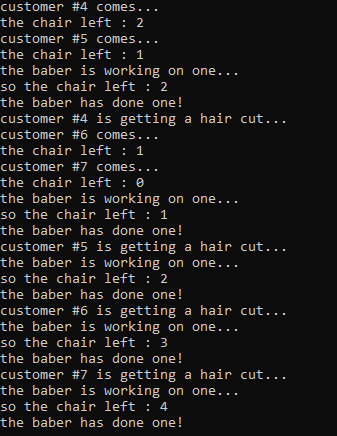 customer #4 comes...
the chair left : 2
customer #5 comes...
the chair left : 1
the baber is working on one...
so the chair left : 2
the baber has done one!
customer #4 is getting a hair cut...
customer #6 comes...
the chair left : 1
customer #7 comes...
the chair left : 0
the baber is working on one...
so the chair left : 1
the baber has done one!
customer #5 is getting a hair cut...
the baber is working on one...
so the chair left : 2
the baber has done one!
customer #6 is getting a hair cut...
the baber is working on one...
so the chair left : 3
the baber has done one!
customer #7 is getting a hair cut...
the baber is working on one...
so the chair left : 4
the baber has done one!